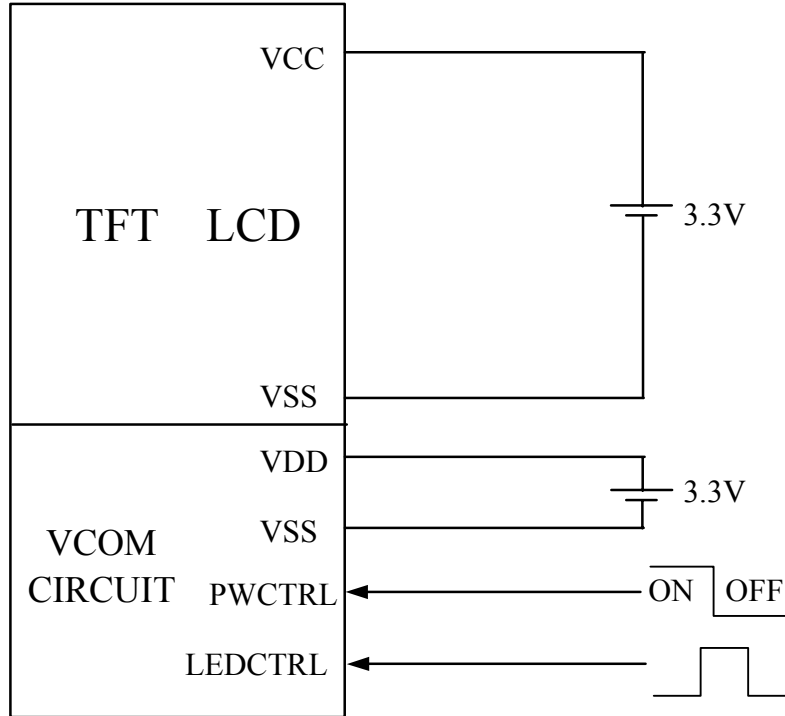 VCC
TFT LCD
3.3V
VSS
VDD
3.3V
VSS
VCOM
CIRCUIT
PWCTRL
ON OFF
LEDCTRL